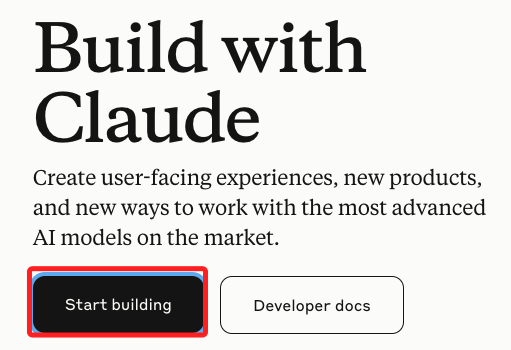 Build with
Claude
Create user-facing experiences, new products,
and new ways to work with the most advanced
AI models on the market.
Start building
Developer docs